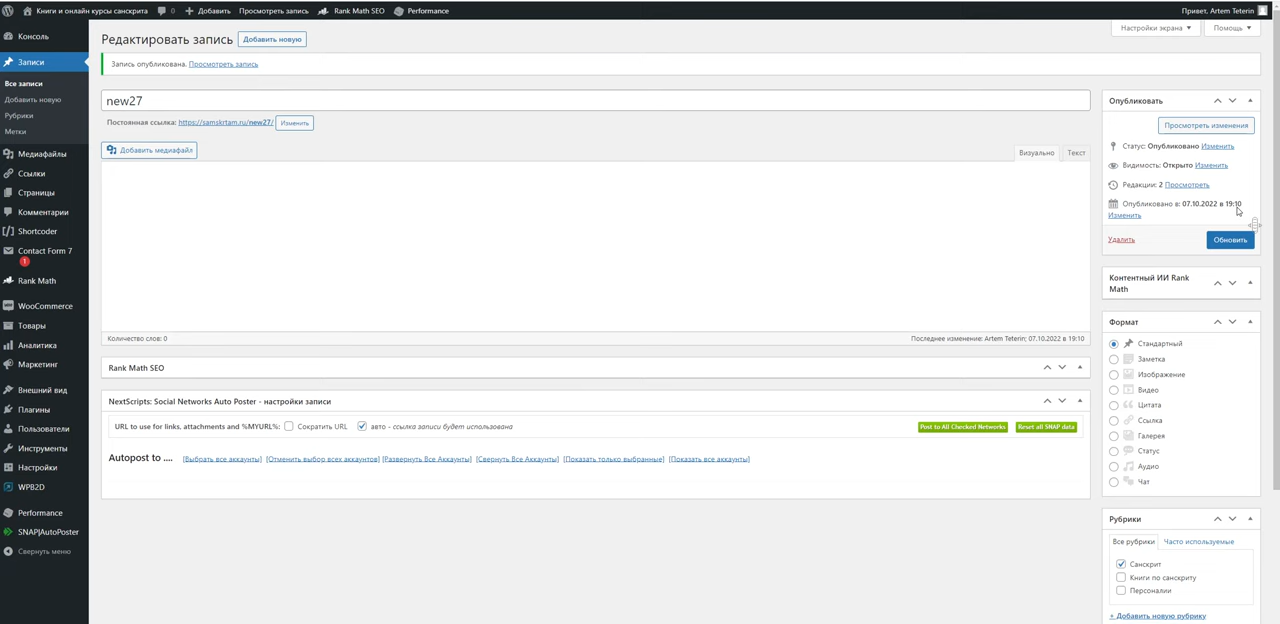 Книги и онлайн курсы санскрита 0 Добавить Просмотреть запись Rank Math SEO Performance Привет, Artem Teterin
Настройки экрана Помощь
Консоль
Записи
Все записи
Добавить новую
Рубрики
Метки
Медиафайлы
Ссылки
Страницы
Комментарии
Shortcoder
Contact Form 7
1
Rank Math
WooCommerce
Товары
Аналитика
Маркетинг
Внешний вид
Плагины
Пользователи
Инструменты
Настройки
WPB2D
Performance
SNAP|AutoPoster
Свернуть меню
Редактировать запись Добавить новую
Запись опубликована. Просмотреть запись
new27
Постоянная ссылка: https://samskrtam.ru/new27/ Изменить
Добавить медиафайл
Визуально Текст
Количество слов: 0 Последнее изменение: Artem Teterin; 07.10.2022 в 19:10
Rank Math SEO
NextScripts: Social Networks Auto Poster - настройки записи
URL to use for links, attachments and %MYURL%: Сократить URL авто - ссылка записи будет использована Post to All Checked Networks Reset all SNAP data
Autopost to .... [Выбрать все аккаунты] [Отменить выбор всех аккаунтов] [Развернуть Все Аккаунты] [Свернуть Все Аккаунты] [Показать только выбранные] [Показать все аккаунты]
Опубликовать
Просмотреть изменения
Статус: Опубликовано Изменить
Видимость: Открыто Изменить
Редакции: 2 Просмотреть
Опубликовано в: 07.10.2022 в 19:10
Изменить
Удалить Обновить
Контентный ИИ Rank
Math
Формат
Стандартный
Заметка
Изображение
Видео
Цитата
Ссылка
Галерея
Статус
Аудио
Чат
Рубрики
Все рубрики Часто используемые
Санскрит
Книги по санскриту
Персоналии
+ Добавить новую рубрику